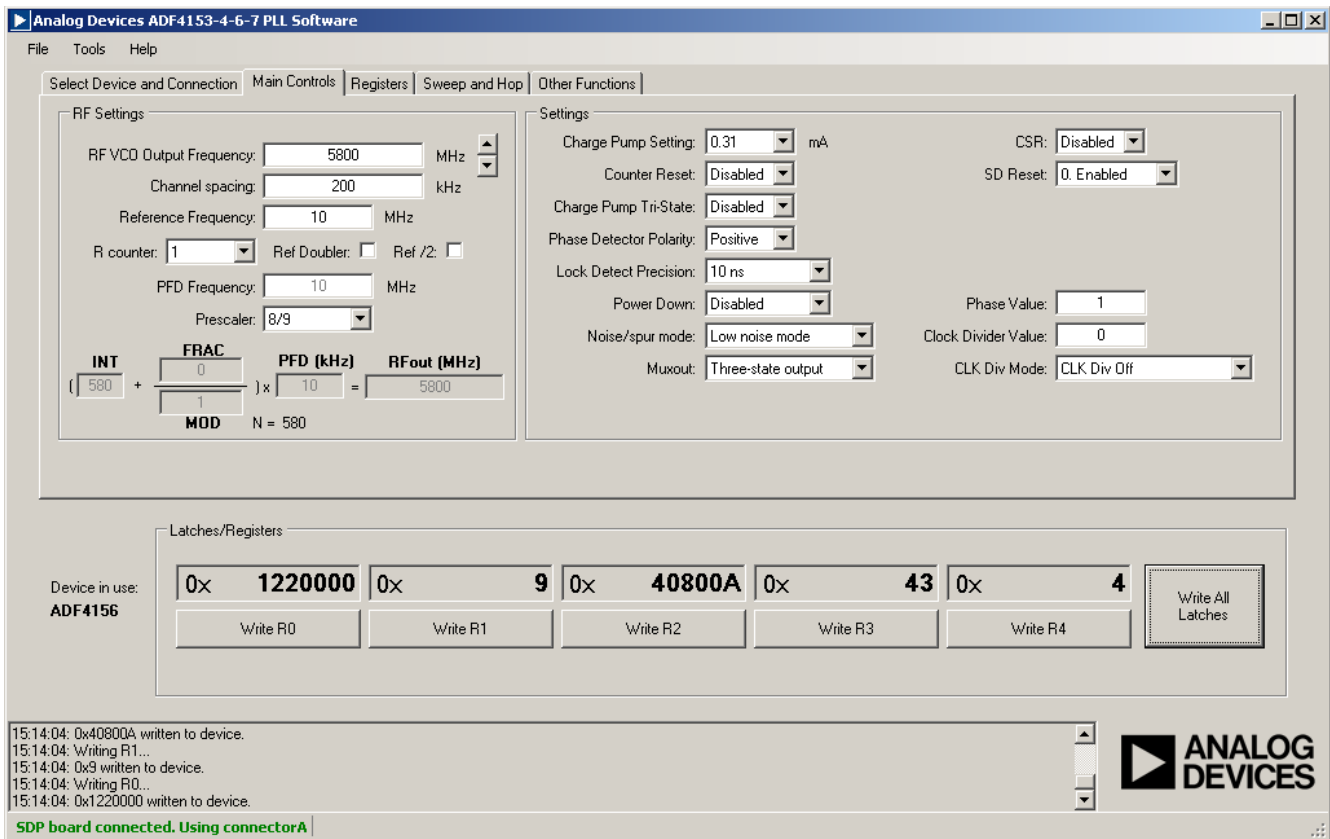 Analog Devices ADF4153-4-6-7 PLL Software
File Tools Help
Select Device and Connection Main Controls Registers Sweep and Hop Other Functions
RF Settings
RF VCO Output Frequency: 5800 MHz
Channel spacing: 200 kHz
Reference Frequency: 10 MHz
R counter: 1 Ref Doubler: Ref /2:
PFD Frequency: 10 MHz
Prescaler: 8/9
INT FRAC PFD (kHz) RFout (MHz)
( 580 + 0 / 1 ) x 10 = 5800
MOD N = 580
Settings
Charge Pump Setting: 0.31 mA CSR: Disabled
Counter Reset: Disabled SD Reset: 0. Enabled
Charge Pump Tri-State: Disabled
Phase Detector Polarity: Positive
Lock Detect Precision: 10 ns
Power Down: Disabled Phase Value: 1
Noise/spur mode: Low noise mode Clock Divider Value: 0
Muxout: Three-state output CLK Div Mode: CLK Div Off
Latches/Registers
Device in use:
ADF4156
0x 1220000 0x 9 0x 40800A 0x 43 0x 4
Write R0 Write R1 Write R2 Write R3 Write R4
Write All
Latches
15:14:04: 0x40800A written to device.
15:14:04: Writing R1...
15:14:04: 0x9 written to device.
15:14:04: Writing R0...
15:14:04: 0x1220000 written to device.
ANALOG
DEVICES
SDP board connected. Using connectorA